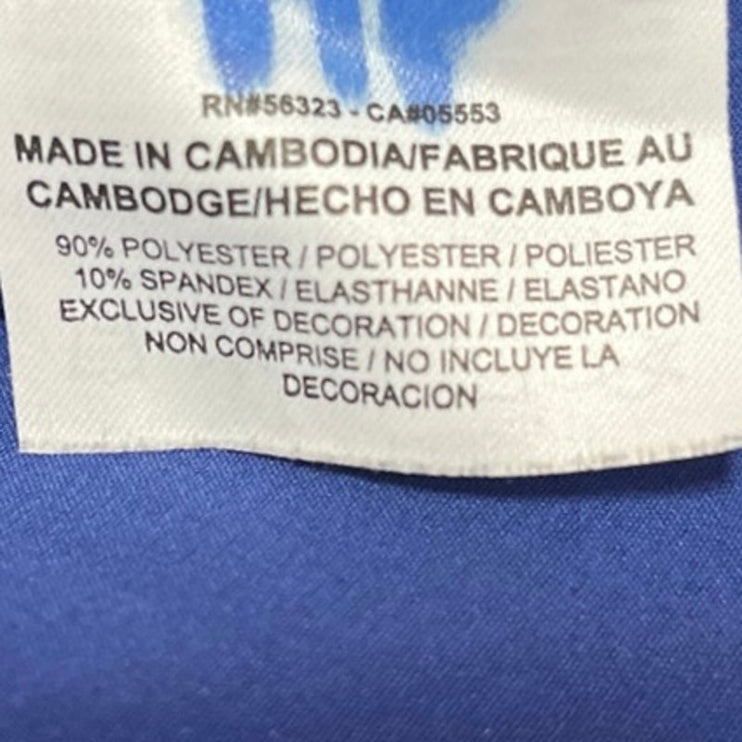 RN#56323 - CA#05553
MADE IN CAMBODIA/FABRIQUE AU
CAMBODGE/HECHO EN CAMBOYA
90% POLYESTER / POLYESTER / POLIESTER
10% SPANDEX / ELASTHANNE / ELASTANO
EXCLUSIVE OF DECORATION / DECORATION
NON COMPRISE / NO INCLUYE LA
DECORACION